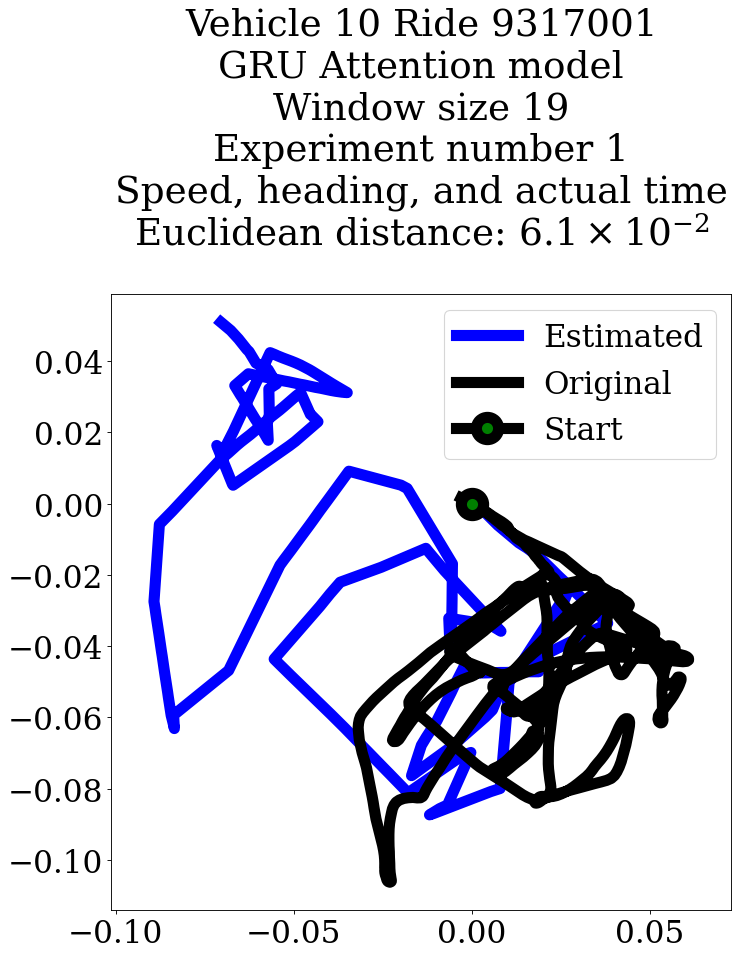 Vehicle 10 Ride 9317001
GRU Attention model
Window size 19
Experiment number 1
Speed, heading, and actual time
Euclidean distance: 6.1 × 10⁻²
Estimated
Original
Start
0.04
0.02
0.00
−0.02
−0.04
−0.06
−0.08
−0.10
−0.10 −0.05 0.00 0.05